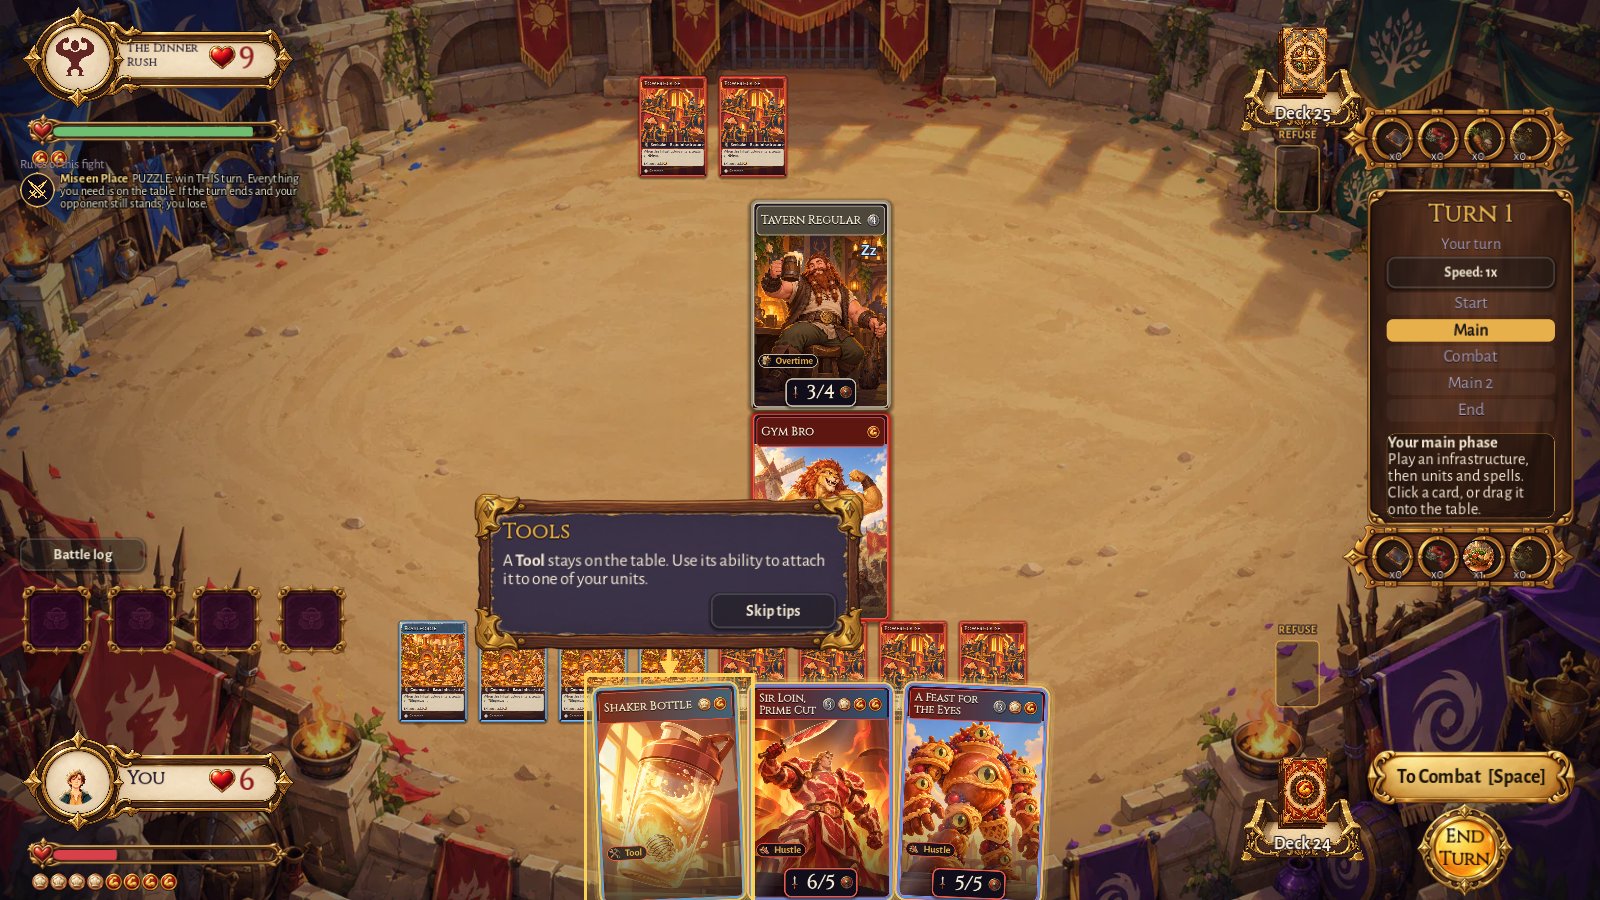 The Dinner
Rush
9
Rules of this fight
Mise en Place PUZZLE: win THIS turn. Everything
you need is on the table. If the turn ends and your
opponent still stands, you lose.
Deck 25
REFUSE
x0
x0
x0
x0
Tavern Regular
Zz
Overtime
3/4
Gym Bro
Turn 1
Your turn
Speed: 1x
Start
Main
Combat
Main 2
End
Your main phase
Play an infrastructure,
then units and spells.
Click a card, or drag it
onto the table.
x0
x0
x1
x0
Battle log
Tools
A Tool stays on the table. Use its ability to attach
it to one of your units.
Skip tips
REFUSE
Shaker Bottle
Tool
Sir Loin,
Prime Cut
Hustle
6/5
A Feast for
the Eyes
Hustle
5/5
You
6
Deck 24
To Combat [Space]
End
Turn